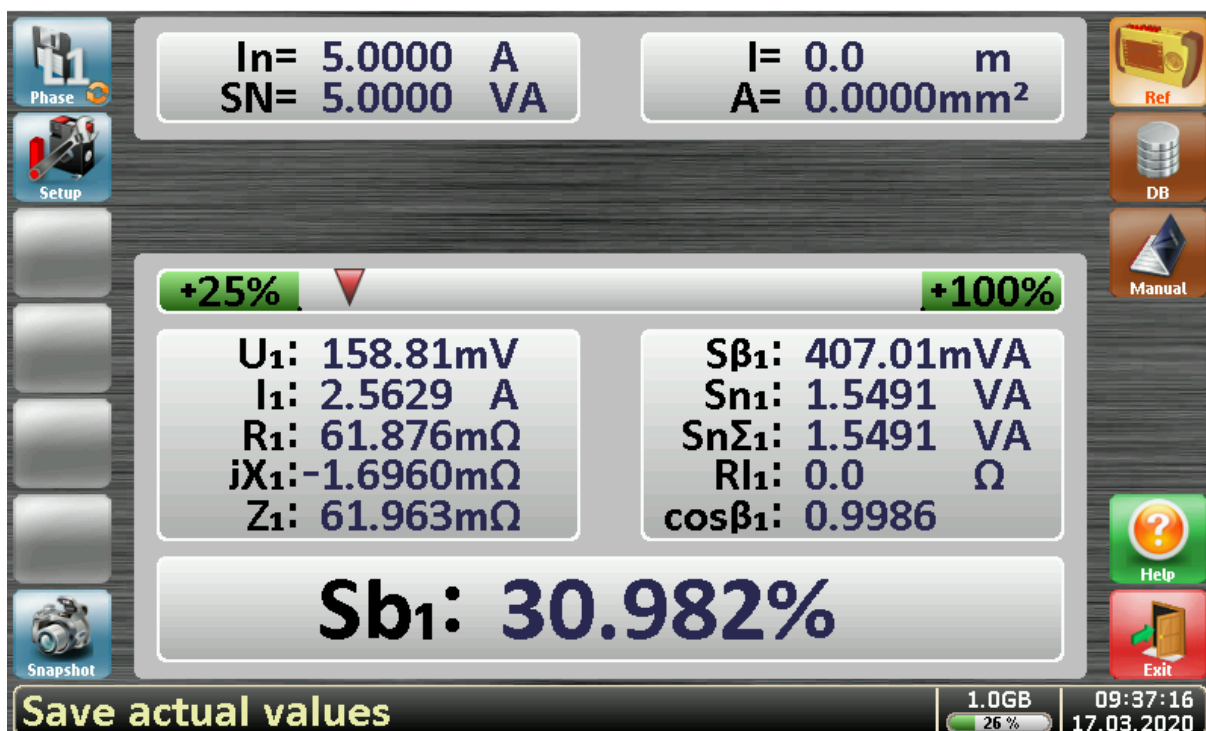 Phase
Setup
Snapshot
In= 5.0000 A
SN= 5.0000 VA
l= 0.0 m
A= 0.0000mm²
+25%
+100%
U₁: 158.81mV
I₁: 2.5629 A
R₁: 61.876mΩ
jX₁:-1.6960mΩ
Z₁: 61.963mΩ
Sβ₁: 407.01mVA
Sn₁: 1.5491 VA
SnΣ₁: 1.5491 VA
Rl₁: 0.0 Ω
cosβ₁: 0.9986
Sb₁: 30.982%
Ref
DB
Manual
Help
Exit
Save actual values
1.0GB
26 %
09:37:16
17.03.2020